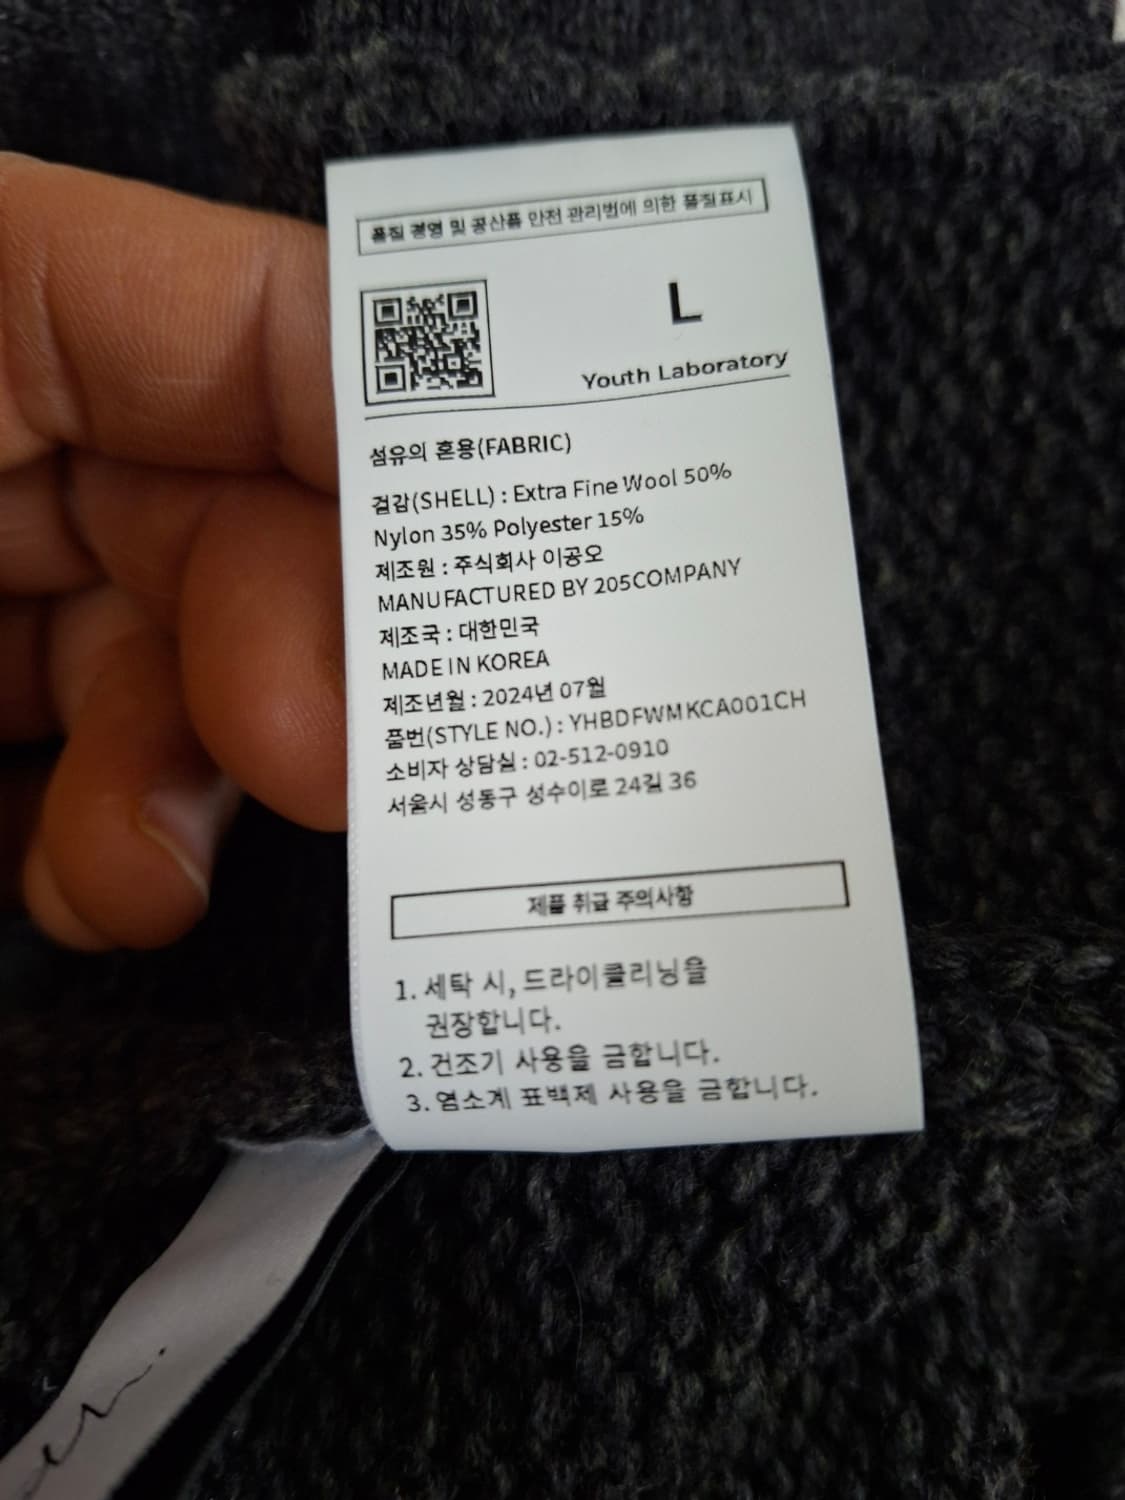 품질 경영 및 공산품 안전 관리법에 의한 품질표시
L
Youth Laboratory
섬유의 혼용(FABRIC)
겉감(SHELL) : Extra Fine Wool 50%
Nylon 35% Polyester 15%
제조원 : 주식회사 이공오
MANUFACTURED BY 205COMPANY
제조국 : 대한민국
MADE IN KOREA
제조년월 : 2024년 07월
품번(STYLE NO.) : YHBDFWMKCA001CH
소비자 상담실 : 02-512-0910
서울시 성동구 성수이로 24길 36
제품 취급 주의사항
1. 세탁 시, 드라이클리닝을
권장합니다.
2. 건조기 사용을 금합니다.
3. 염소계 표백제 사용을 금합니다.